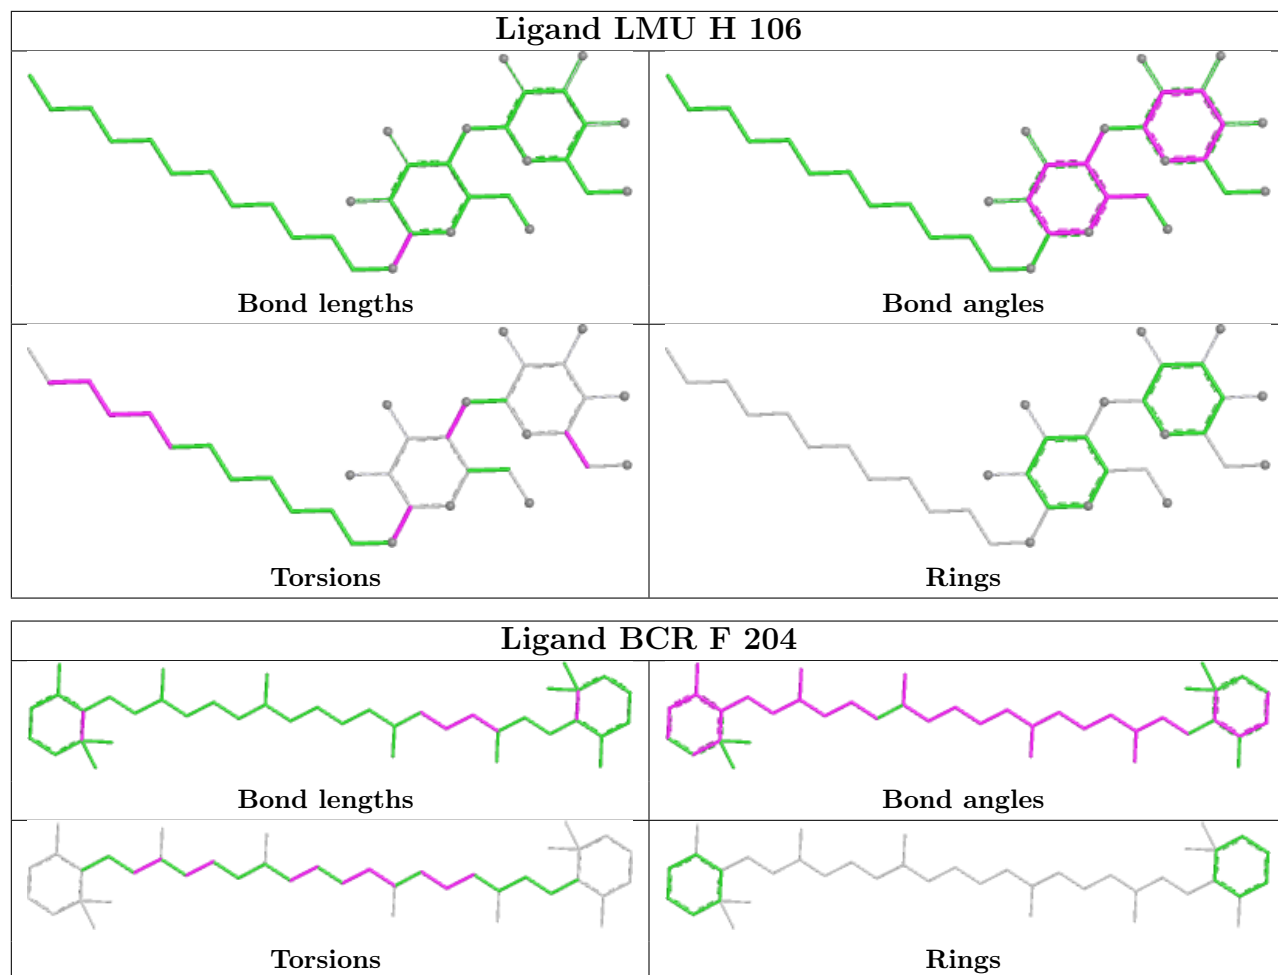 Ligand LMU H 106
Bond lengths
Bond angles
Torsions
Rings
Ligand BCR F 204
Bond lengths
Bond angles
Torsions
Rings